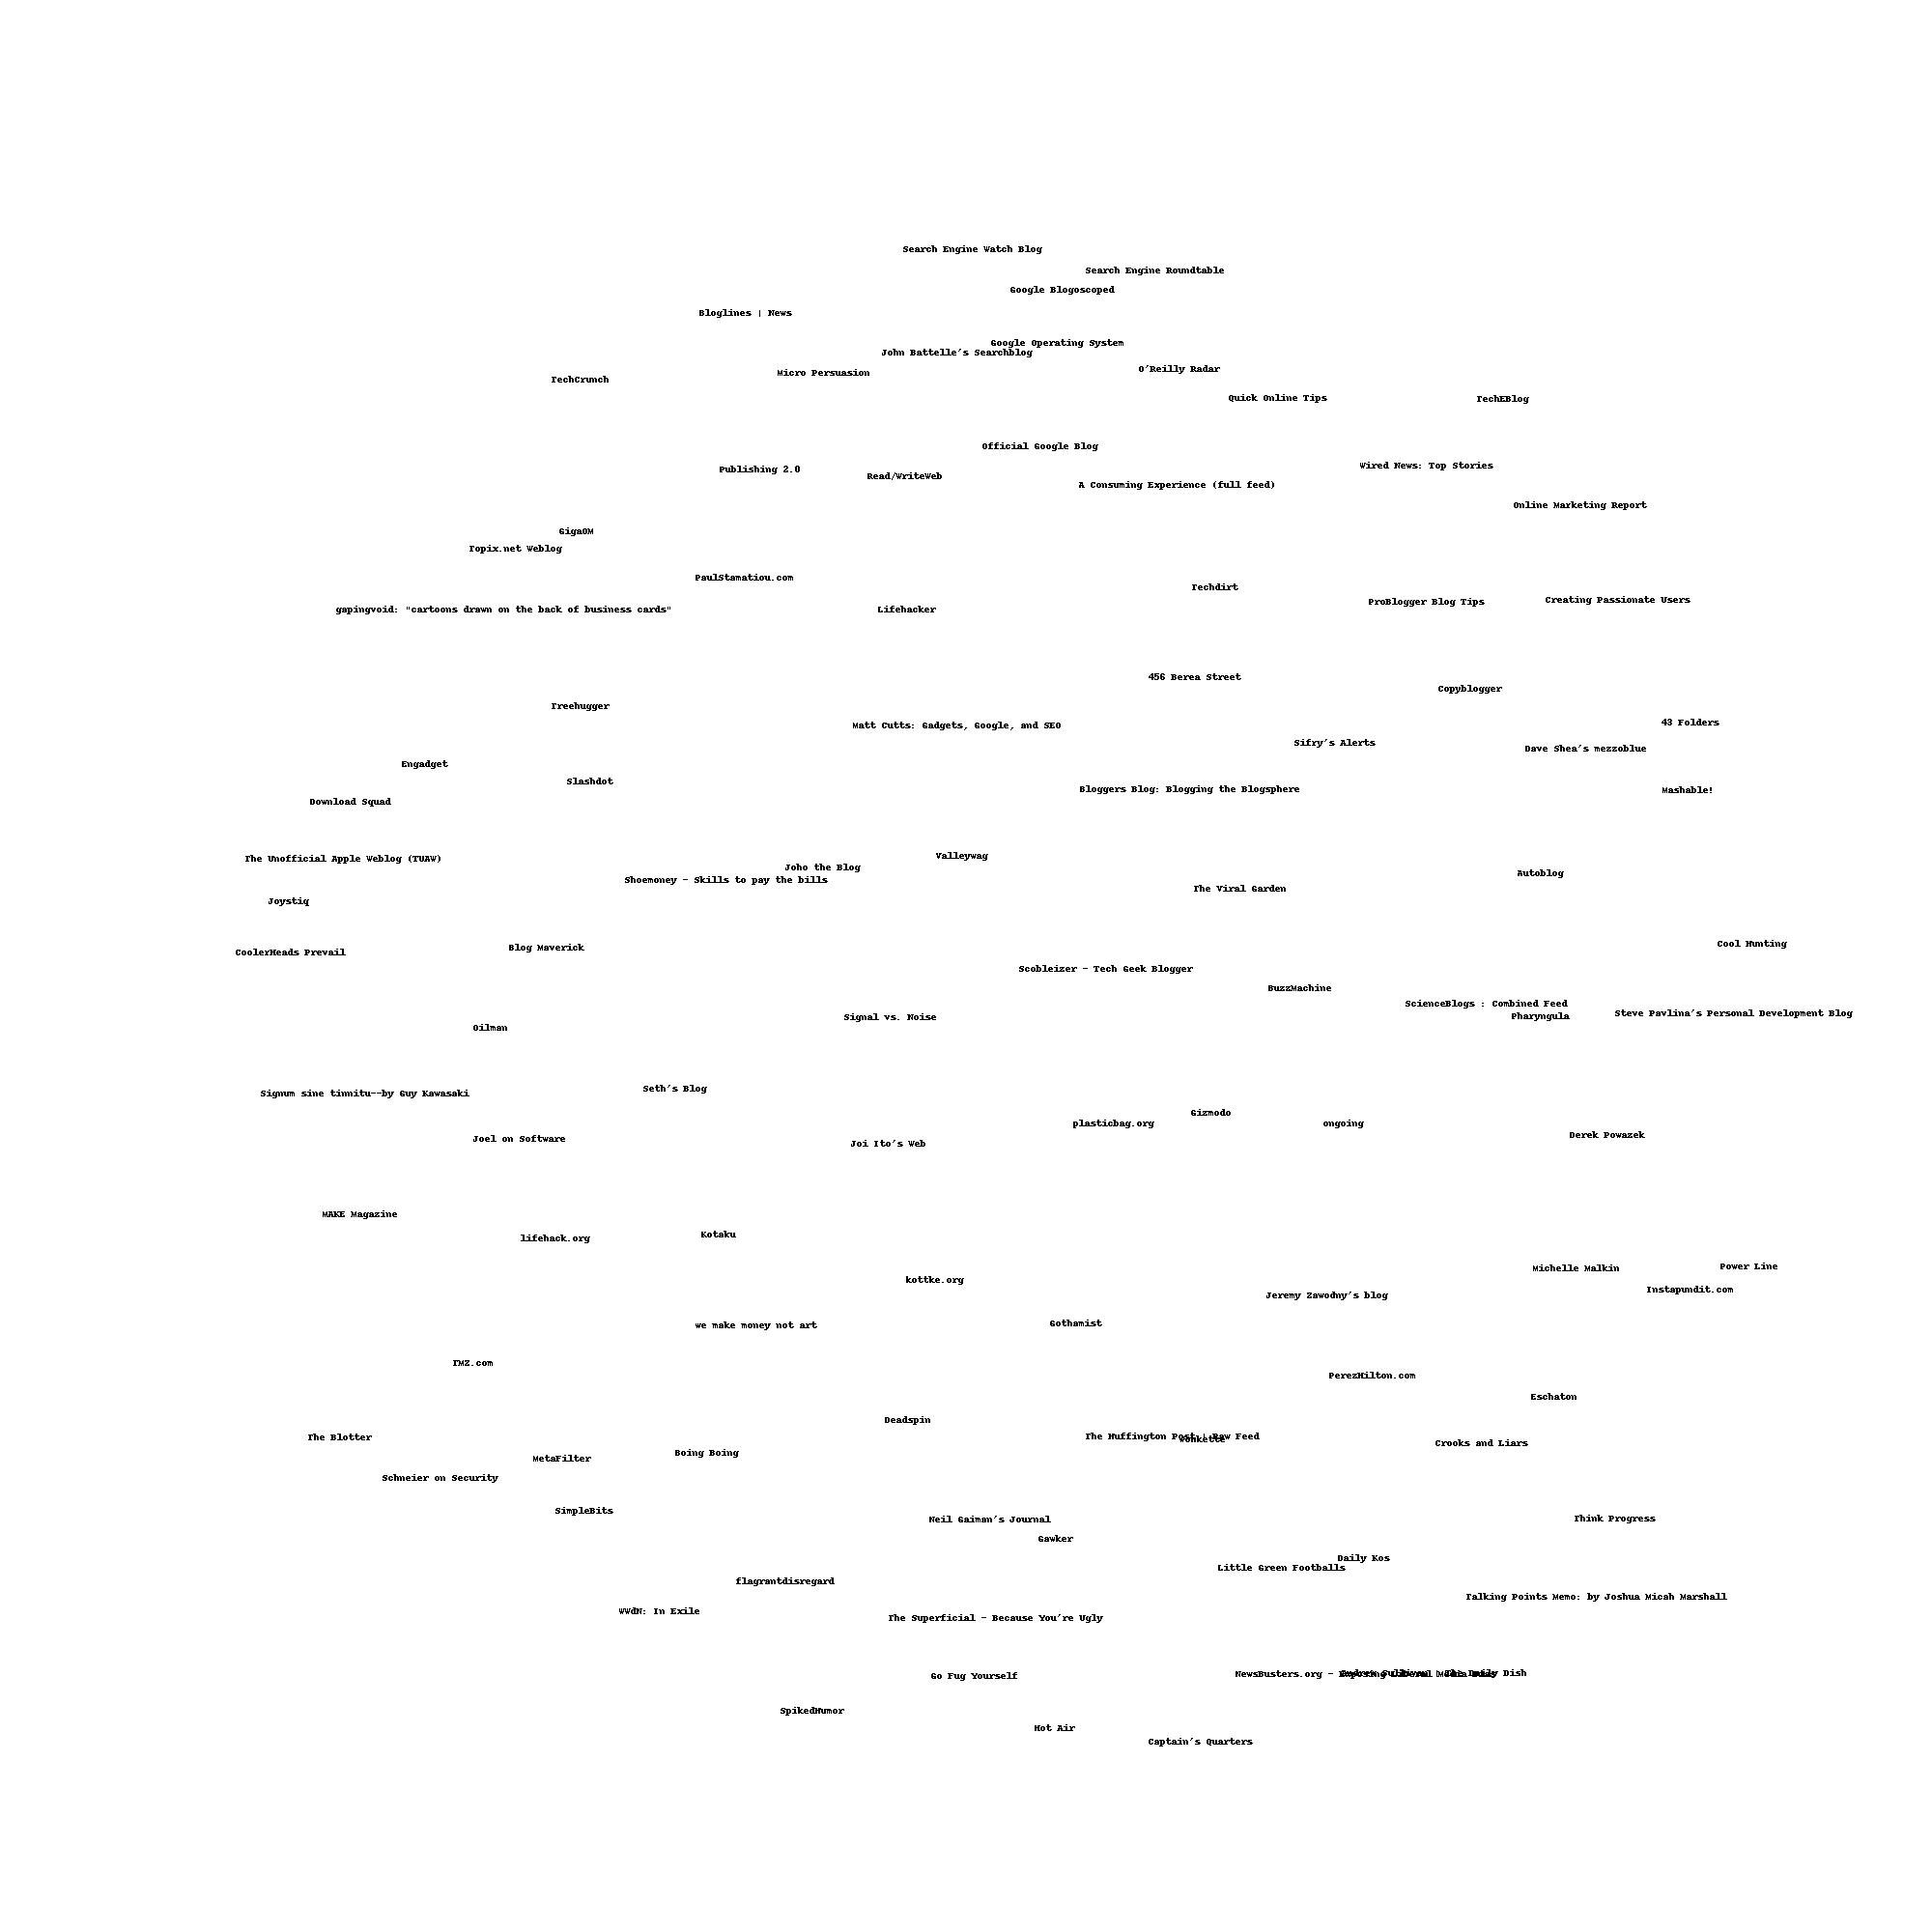 Search Engine Watch Blog
Search Engine Roundtable
Google Blogoscoped
Bloglines | News
Google Operating System
John Battelle's Searchblog
O'Reilly Radar
Micro Persuasion
TechCrunch
Quick Online Tips
TechEBlog
Official Google Blog
Wired News: Top Stories
Publishing 2.0
Read/WriteWeb
A Consuming Experience (full feed)
Online Marketing Report
GigaOM
Topix.net Weblog
PaulStamatiou.com
Techdirt
Creating Passionate Users
ProBlogger Blog Tips
gapingvoid: "cartoons drawn on the back of business cards"
Lifehacker
456 Berea Street
Copyblogger
Treehugger
43 Folders
Matt Cutts: Gadgets, Google, and SEO
Sifry's Alerts
Dave Shea's mezzoblue
Engadget
Slashdot
Bloggers Blog: Blogging the Blogsphere
Mashable!
Download Squad
Valleywag
The Unofficial Apple Weblog (TUAW)
Joho the Blog
Autoblog
Shoemoney - Skills to pay the bills
The Viral Garden
Joystiq
Cool Hunting
Blog Maverick
CoolerHeads Prevail
Scobleizer - Tech Geek Blogger
BuzzMachine
ScienceBlogs : Combined Feed
Steve Pavlina's Personal Development Blog
Pharyngula
Signal vs. Noise
Oilman
Seth's Blog
Signum sine tinnitu--by Guy Kawasaki
Gizmodo
plasticbag.org
ongoing
Derek Powazek
Joel on Software
Joi Ito's Web
MAKE Magazine
Kotaku
lifehack.org
Power Line
Michelle Malkin
kottke.org
Instapundit.com
Jeremy Zawodny's blog
Gothamist
we make money not art
TMZ.com
PerezHilton.com
Eschaton
Deadspin
The Huffington Post | Raw Feed
The Blotter
Wonkette
Crooks and Liars
Boing Boing
MetaFilter
Schneier on Security
SimpleBits
Think Progress
Neil Gaiman's Journal
Gawker
Daily Kos
Little Green Footballs
flagrantdisregard
Talking Points Memo: by Joshua Micah Marshall
WWdN: In Exile
The Superficial - Because You're Ugly
NewsBusters.org - Exposing Liberal Media Bias
Andrew Sullivan | The Daily Dish
Go Fug Yourself
SpikedHumor
Hot Air
Captain's Quarters